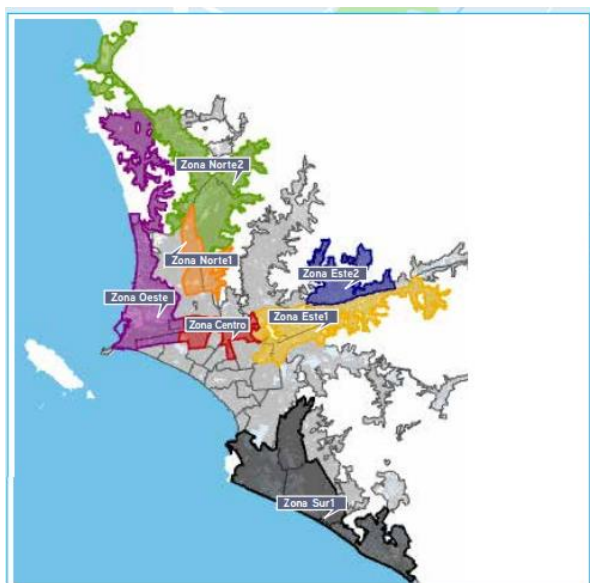 Zona Norte2
Zona Norte1
Zona Este2
Zona Oeste
Zona Centro
Zona Este1
Zona Sur1